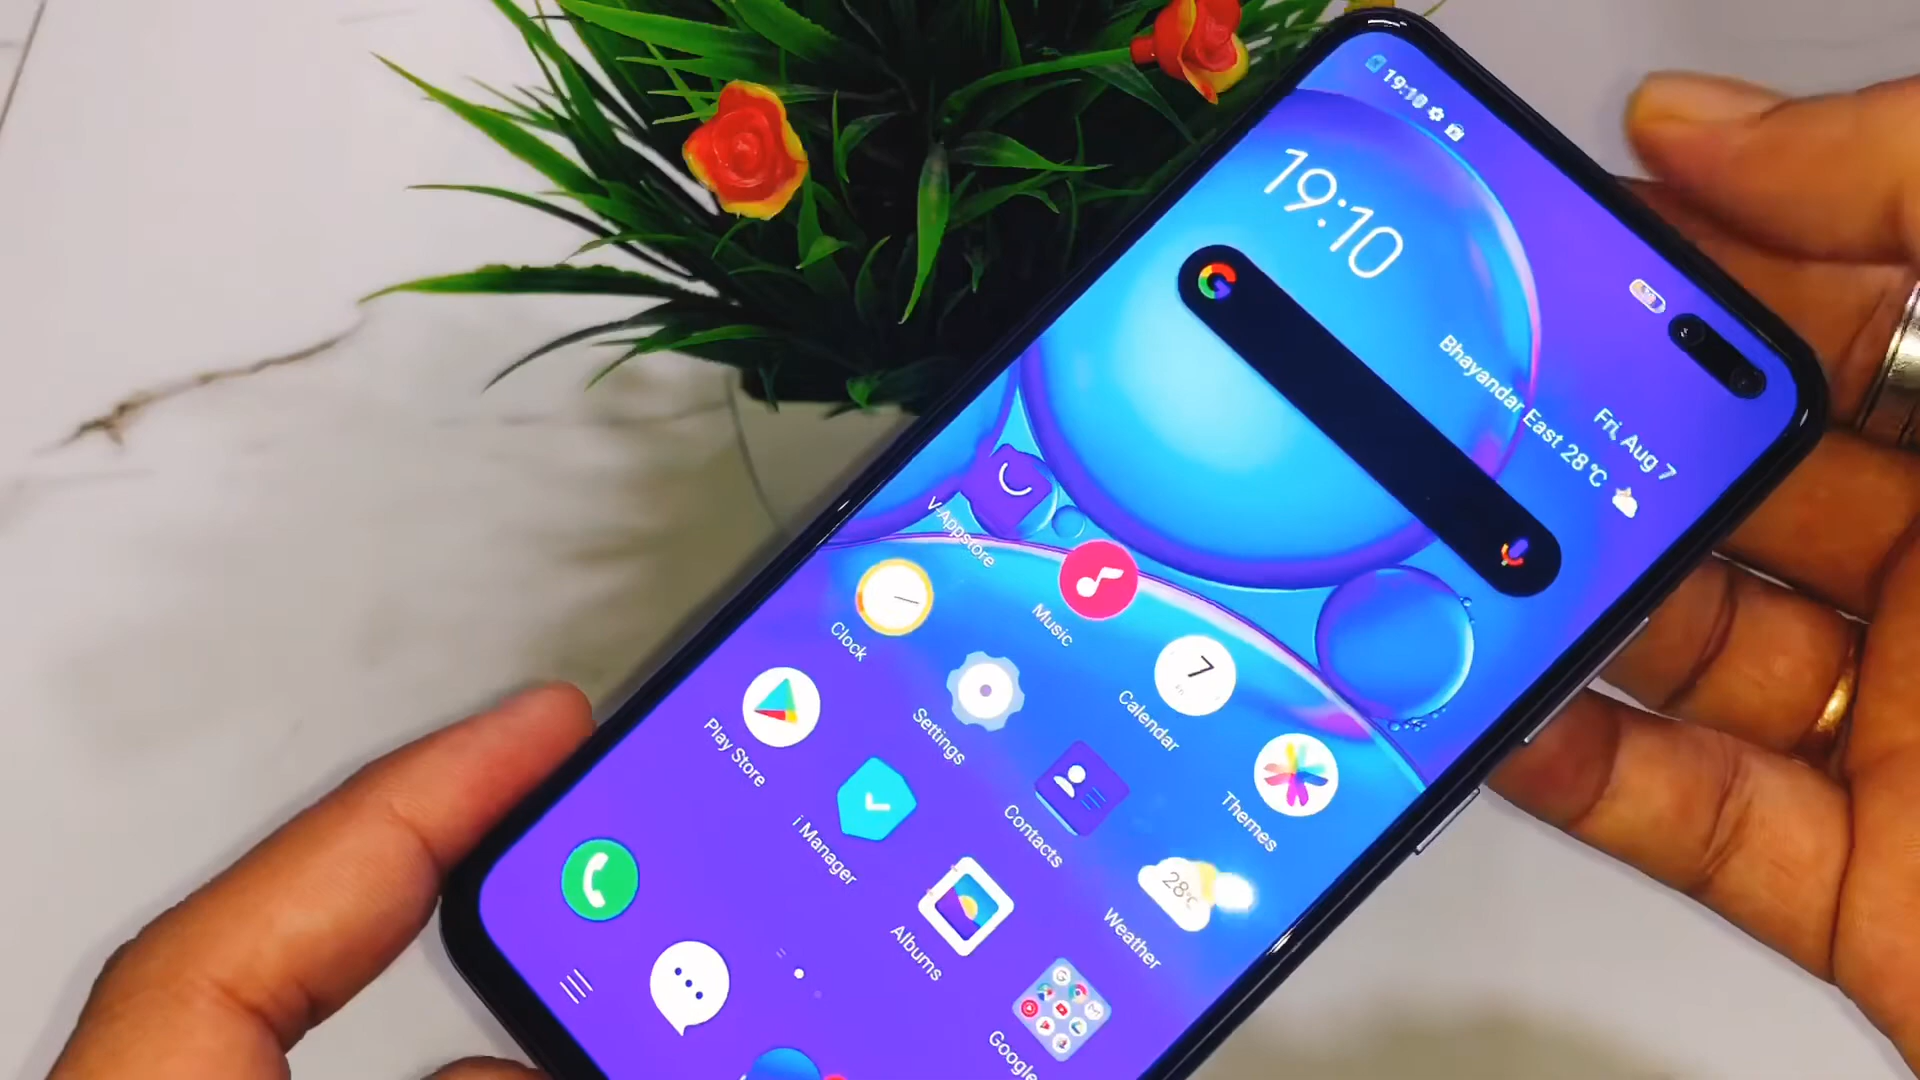 19:10
19:10
Fri, Aug 7
Bhayandar East 28°C
V-Appstore
Music
Calendar
7
Themes
Clock
Settings
Contacts
Weather
28°C
Play Store
i Manager
Albums
Google